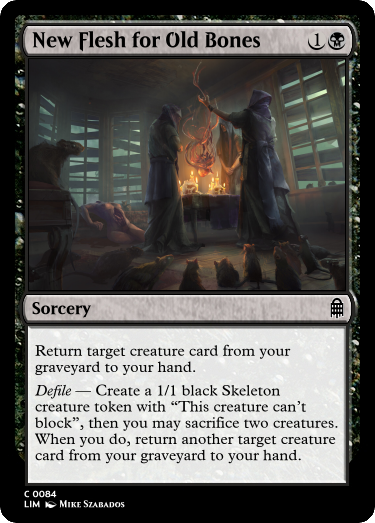 New Flesh for Old Bones 1
Sorcery
Return target creature card from your
graveyard to your hand.
Defile — Create a 1/1 black Skeleton
creature token with “This creature can’t
block”, then you may sacrifice two creatures.
When you do, return another target creature
card from your graveyard to your hand.
C 0084
LIM Mike Szabados